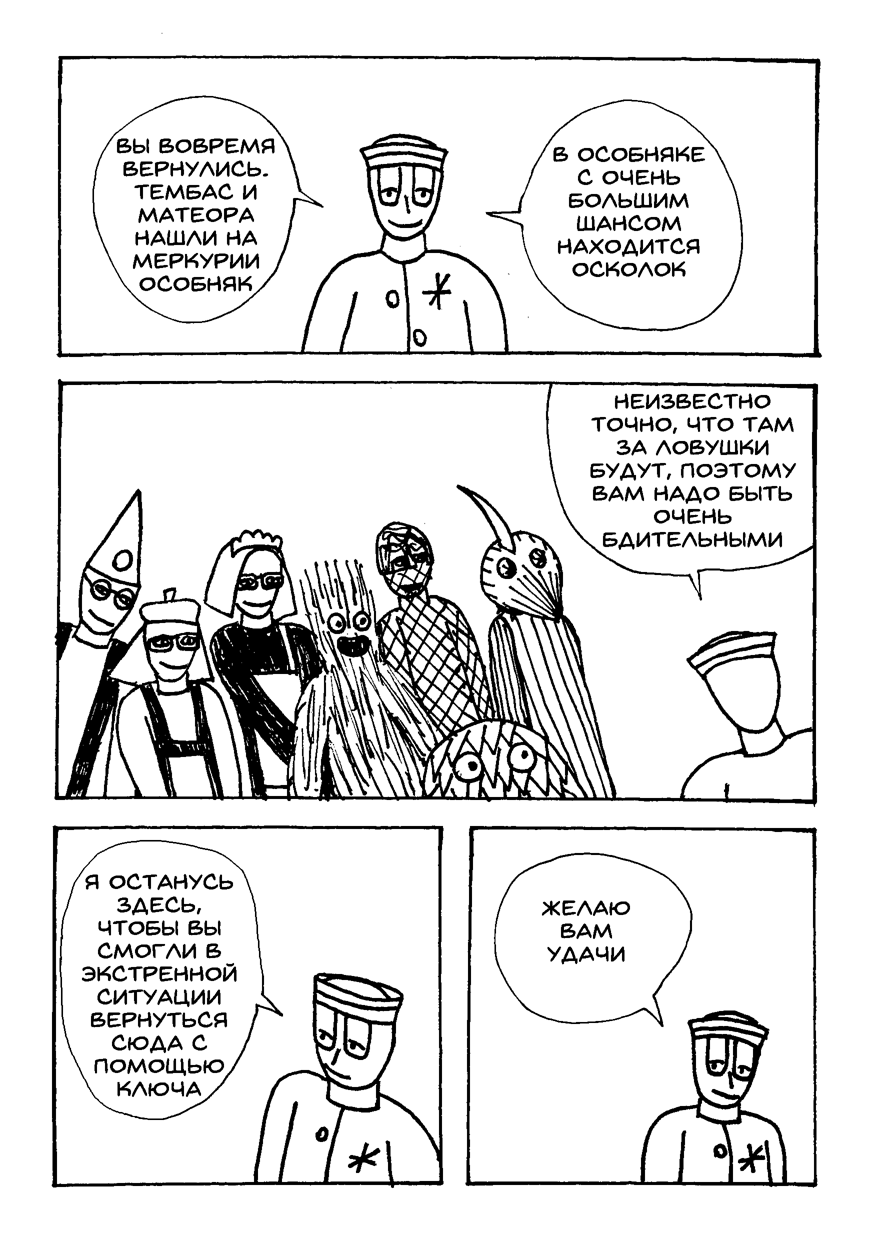 ВЫ ВОВРЕМЯ
ВЕРНУЛИСЬ.
ТЕМБАС И
МАТЕОРА
НАШЛИ НА
МЕРКУРИИ
ОСОБНЯК
В ОСОБНЯКЕ
С ОЧЕНЬ
БОЛЬШИМ
ШАНСОМ
НАХОДИТСЯ
ОСКОЛОК
НЕИЗВЕСТНО
ТОЧНО, ЧТО ТАМ
ЗА ЛОВУШКИ
БУДУТ, ПОЭТОМУ
ВАМ НАДО БЫТЬ
ОЧЕНЬ
БДИТЕЛЬНЫМИ
Я ОСТАНУСЬ
ЗДЕСЬ,
ЧТОБЫ ВЫ
СМОГЛИ В
ЭКСТРЕННОЙ
СИТУАЦИИ
ВЕРНУТЬСЯ
СЮДА С
ПОМОЩЬЮ
КЛЮЧА
ЖЕЛАЮ
ВАМ
УДАЧИ